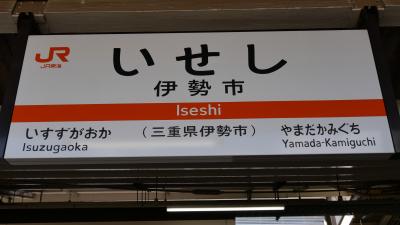 JR
JR東海
いせし
伊勢市
Iseshi
いすずがおか
Isuzugaoka
（三重県伊勢市）
やまだかみぐち
Yamada-Kamiguchi